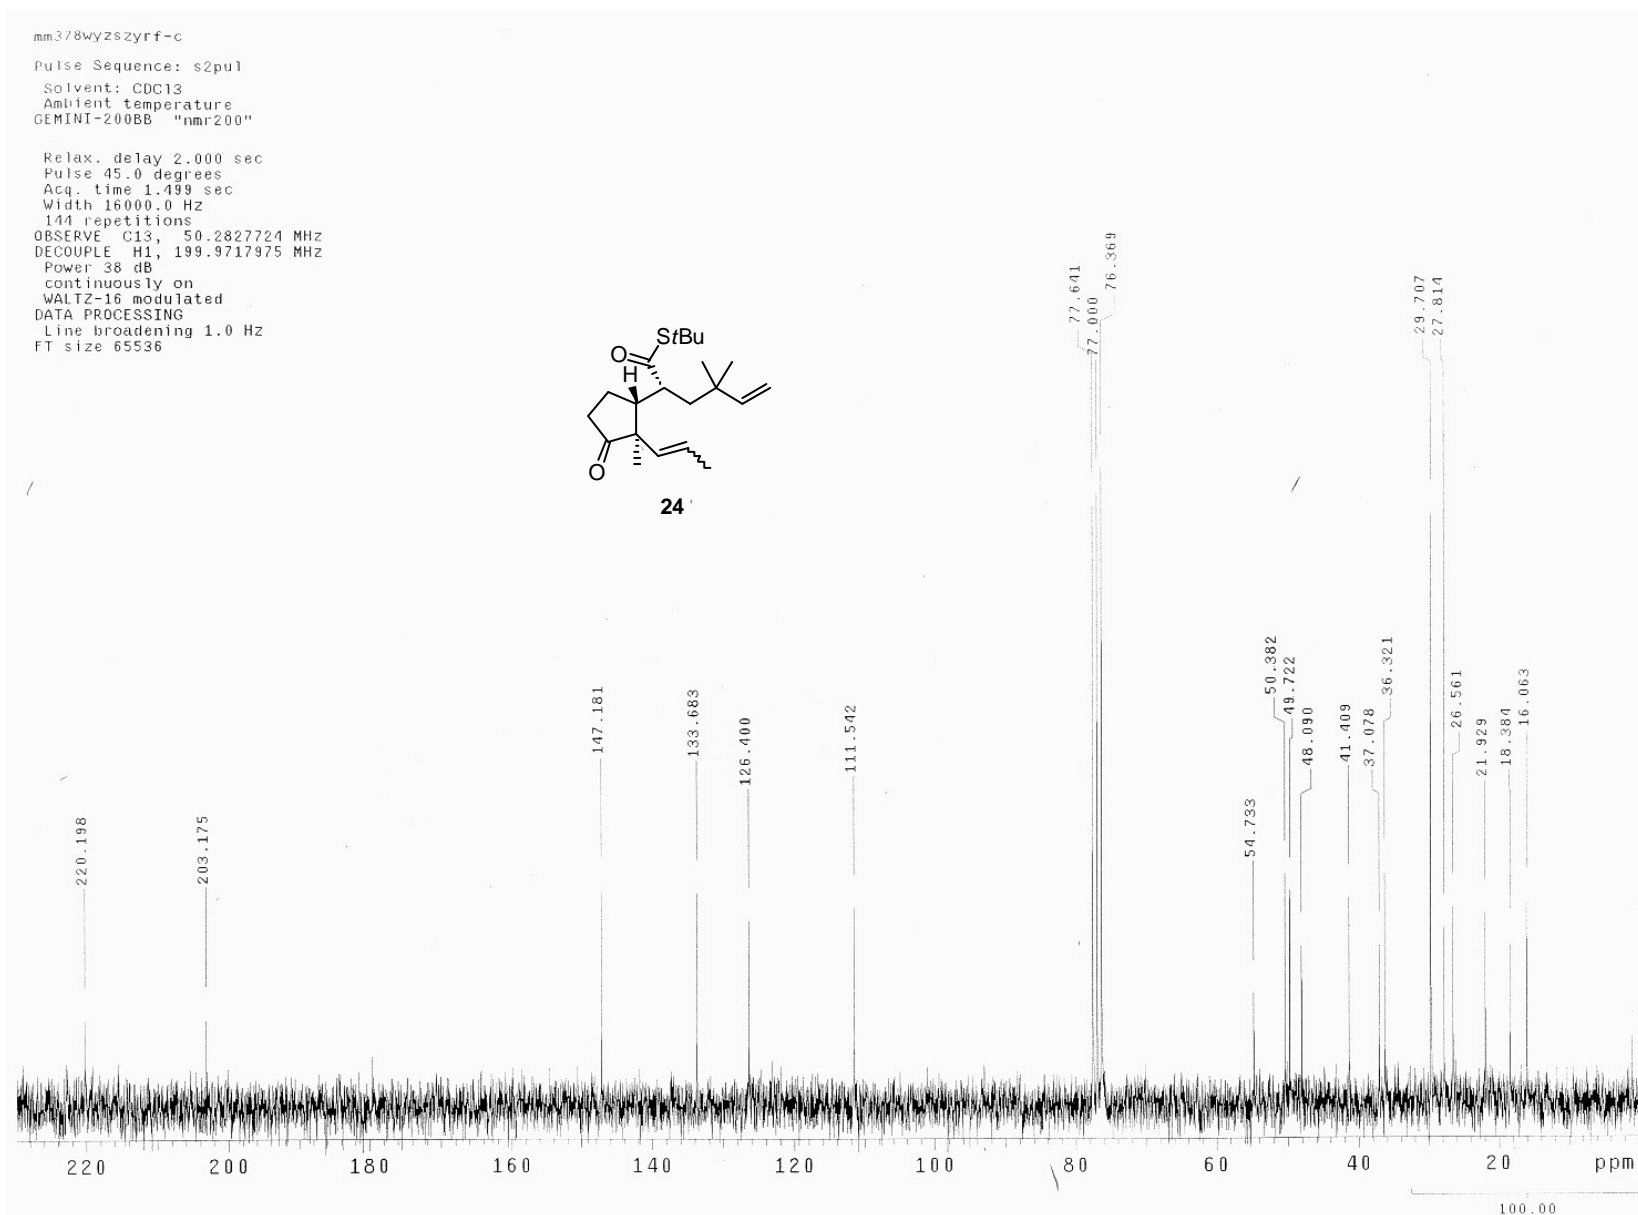 mm378wyzszyrf-c
Pulse Sequence: s2pul
Solvent: CDCl3
Ambient temperature
GEMINI-200BB "nmr200"
Relax. delay 2.000 sec
Pulse 45.0 degrees
Acq. time 1.499 sec
Width 16000.0 Hz
144 repetitions
OBSERVE C13, 50.2827724 MHz
DECOUPLE H1, 199.9717975 MHz
Power 38 dB
continuously on
WALTZ-16 modulated
DATA PROCESSING
Line broadening 1.0 Hz
FT size 65536
StBu
O
H
O
24
220.198
203.175
147.181
133.683
126.400
111.542
77.641
77.000
76.369
54.733
50.382
49.722
48.090
41.409
37.078
36.321
29.707
27.814
26.561
21.929
18.384
16.063
220 200 180 160 140 120 100 80 60 40 20 ppm
100.00